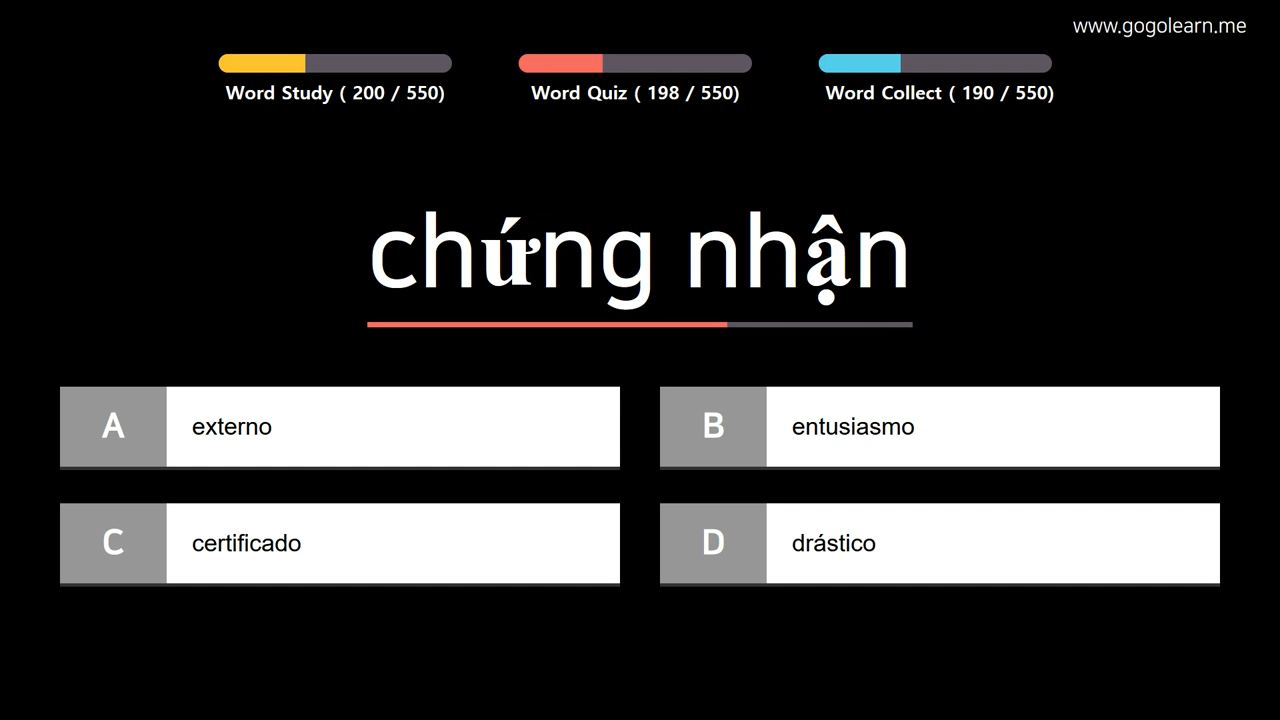 www.gogolearn.me
Word Study ( 200 / 550)
Word Quiz ( 198 / 550)
Word Collect ( 190 / 550)
chứng nhận
A externo
B entusiasmo
C certificado
D drástico